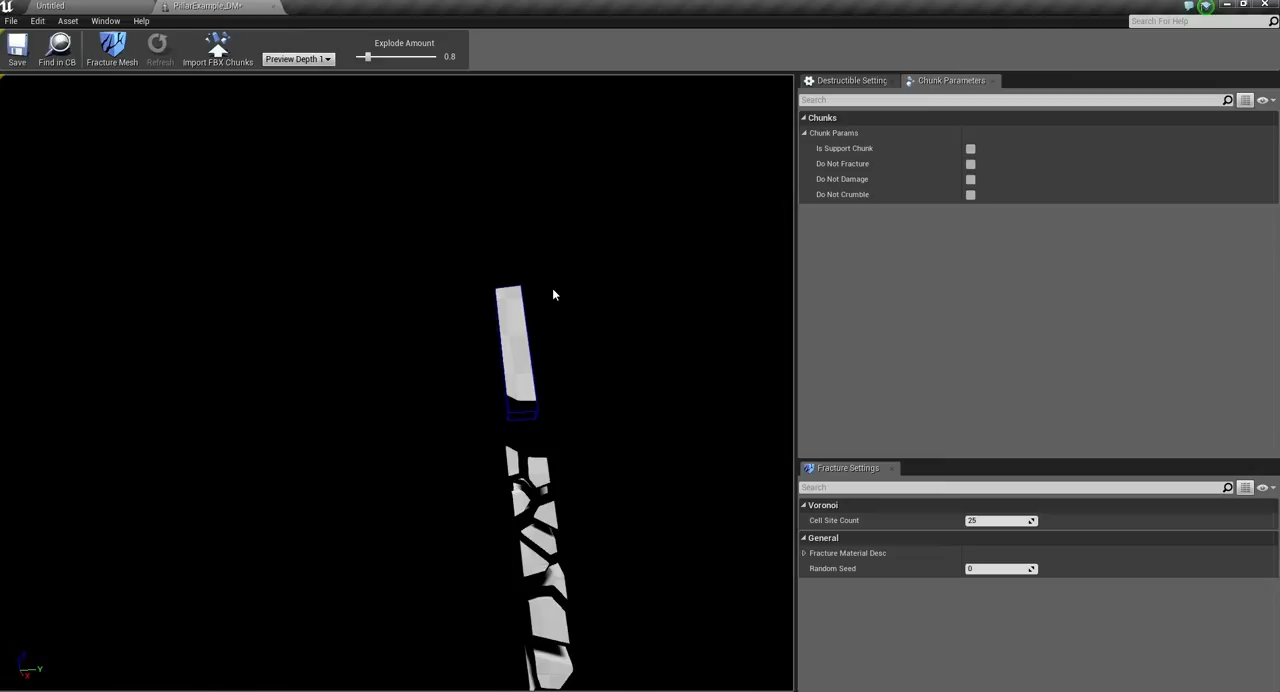 Untitled
PillarExample_DM*
File Edit Asset Window Help
Search For Help
Save
Find in CB
Fracture Mesh
Refresh
Import FBX Chunks
Preview Depth 1
Explode Amount
0.8
Destructible Setting
Chunk Parameters
Search
Chunks
Chunk Params
Is Support Chunk
Do Not Fracture
Do Not Damage
Do Not Crumble
Fracture Settings
Search
Voronoi
Cell Site Count 25
General
Fracture Material Desc
Random Seed 0
Y
X